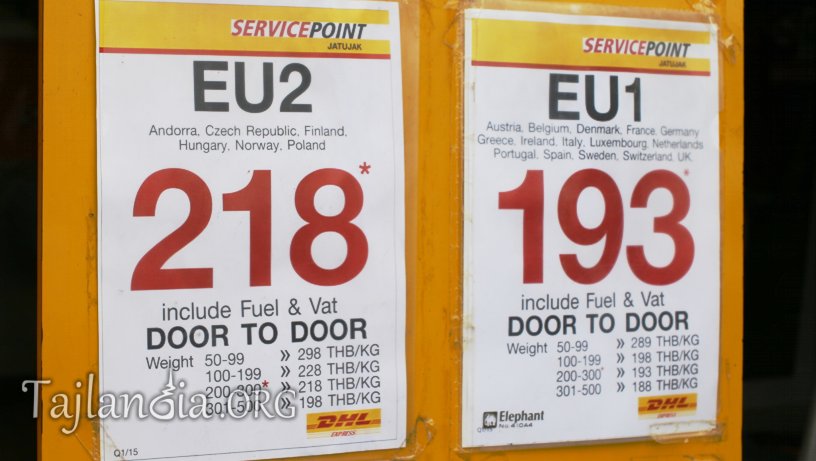 SERVICEPOINT
JATUJAK
EU2
Andorra, Czech Republic, Finland,
Hungary, Norway, Poland
218*
include Fuel & Vat
DOOR TO DOOR
Weight 50-99 » 298 THB/KG
100-199 » 228 THB/KG
200-300* » 218 THB/KG
301-500 » 198 THB/KG
DHL
EXPRESS
Q1/15
SERVICEPOINT
JATUJAK
EU1
Austria, Belgium, Denmark, France, Germany
Greece, Ireland, Italy, Luxembourg, Netherlands
Portugal, Spain, Sweden, Switzerland, UK.
193*
include Fuel & Vat
DOOR TO DOOR
Weight 50-99 » 289 THB/KG
100-199 » 198 THB/KG
200-300* » 193 THB/KG
301-500 » 188 THB/KG
Elephant
No. 410A4
DHL
EXPRESS
Tajlandia.ORG